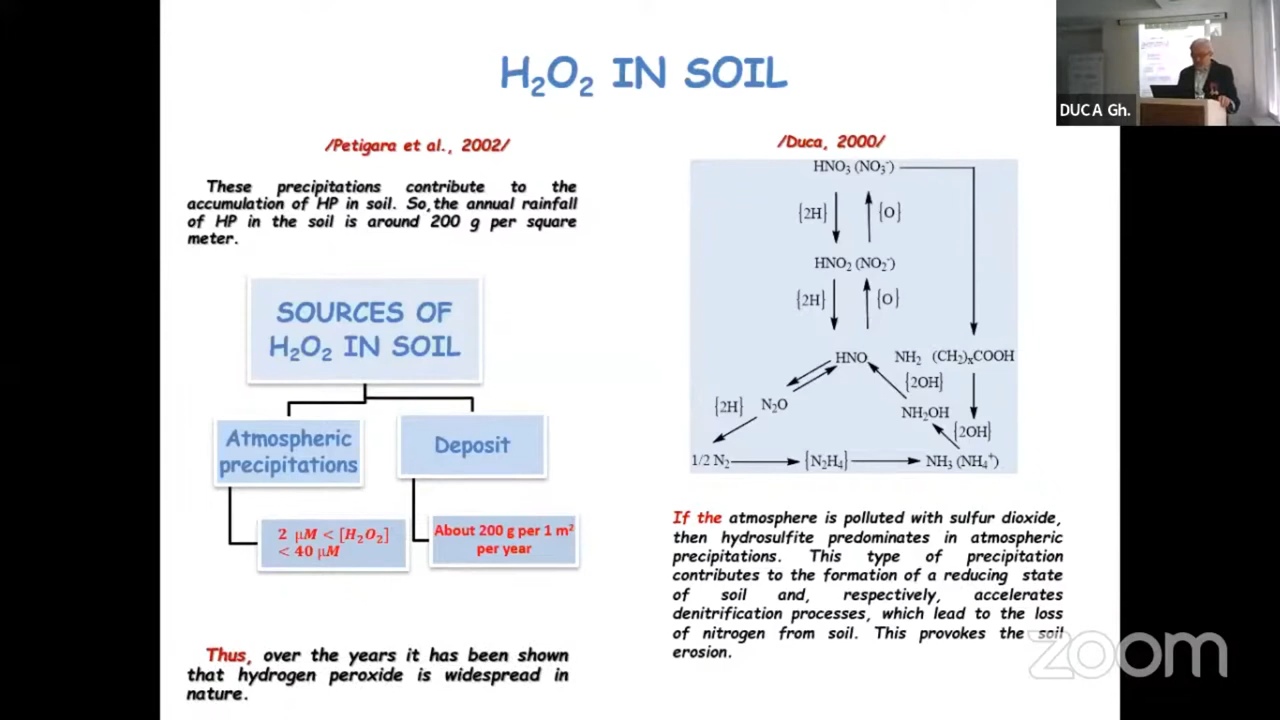 H₂O₂ IN SOIL
DUCA Gh.
/Petigara et al., 2002/
These precipitations contribute to the
accumulation of HP in soil. So,the annual rainfall
of HP in the soil is around 200 g per square
meter.
SOURCES OF
H₂O₂ IN SOIL
Atmospheric
precipitations
Deposit
2 μM < [H₂O₂]
< 40 μM
About 200 g per 1 m²
per year
Thus, over the years it has been shown
that hydrogen peroxide is widespread in
nature.
/Duca, 2000/
HNO₃ (NO₃⁻)
{2H} {O}
HNO₂ (NO₂⁻)
{2H} {O}
HNO NH₂ (CH₂)ₓCOOH
{2OH}
{2H} N₂O NH₂OH
{2OH}
1/2 N₂ {N₂H₄} NH₃ (NH₄⁺)
If the atmosphere is polluted with sulfur dioxide,
then hydrosulfite predominates in atmospheric
precipitations. This type of precipitation
contributes to the formation of a reducing state
of soil and, respectively, accelerates
denitrification processes, which lead to the loss
of nitrogen from soil. This provokes the soil
erosion.
zoom